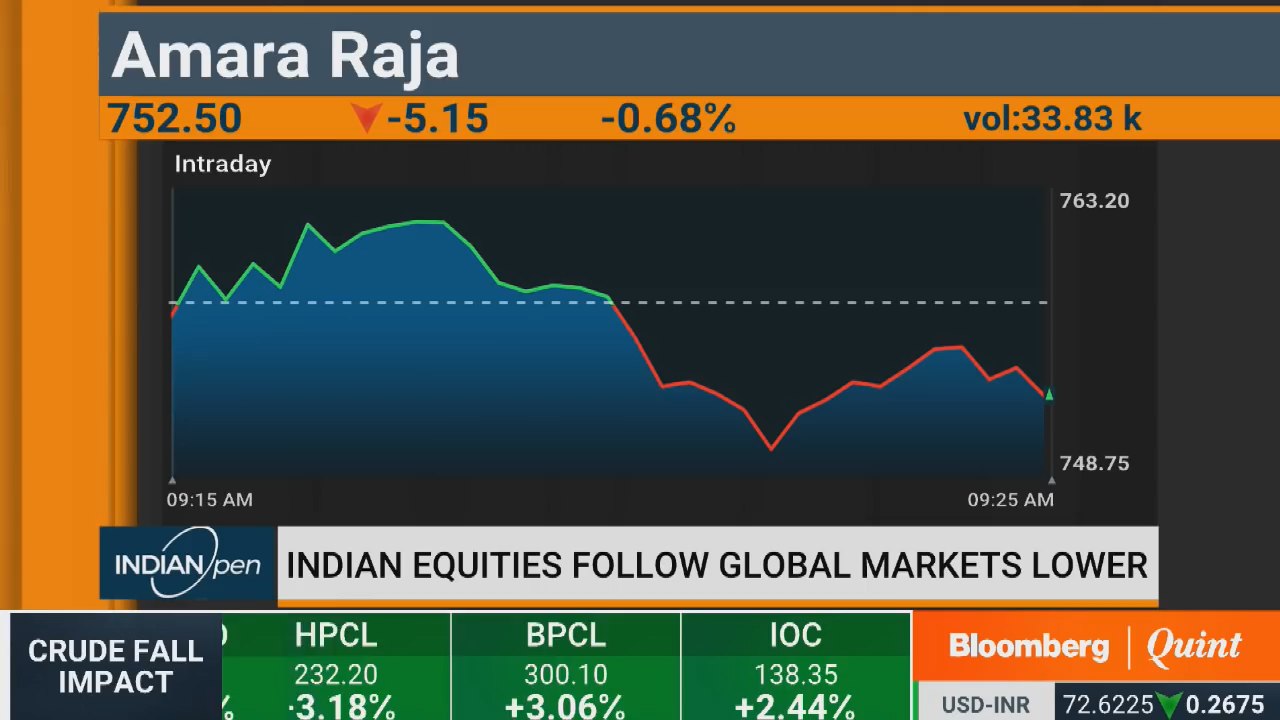 Amara Raja
752.50 -5.15 -0.68% vol:33.83 k
Intraday
763.20
748.75
09:15 AM 09:25 AM
INDIAN Open INDIAN EQUITIES FOLLOW GLOBAL MARKETS LOWER
CRUDE FALL
IMPACT
HPCL BPCL IOC
232.20 300.10 138.35
3.18% +3.06% +2.44%
Bloomberg | Quint
USD-INR 72.6225 0.2675